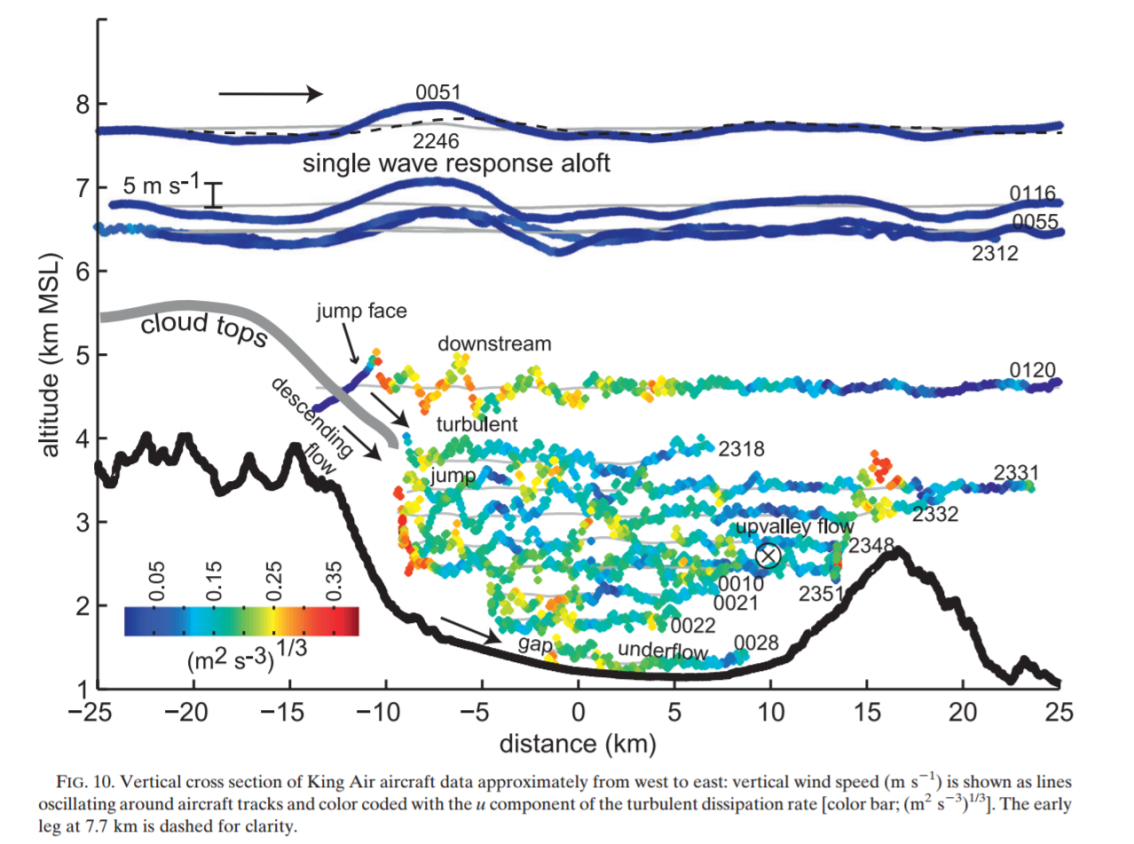 8
0051
2246
single wave response aloft
7
5 m s-1
0116
0055
2312
6
altitude (km MSL)
cloud tops
jump face
5
downstream
0120
descending
flow
turbulent
4
2318
jump
2331
2332
3
upvalley flow
2348
0010
2351
0021
0022
2
0.05
0.15
0.25
0.35
(m2 s-3)1/3
gap
underflow
0028
1
−25 −20 −15 −10 −5 0 5 10 15 20 25
distance (km)
FIG. 10. Vertical cross section of King Air aircraft data approximately from west to east: vertical wind speed (m s−1) is shown as lines
oscillating around aircraft tracks and color coded with the u component of the turbulent dissipation rate [color bar; (m2 s−3)1/3]. The early
leg at 7.7 km is dashed for clarity.